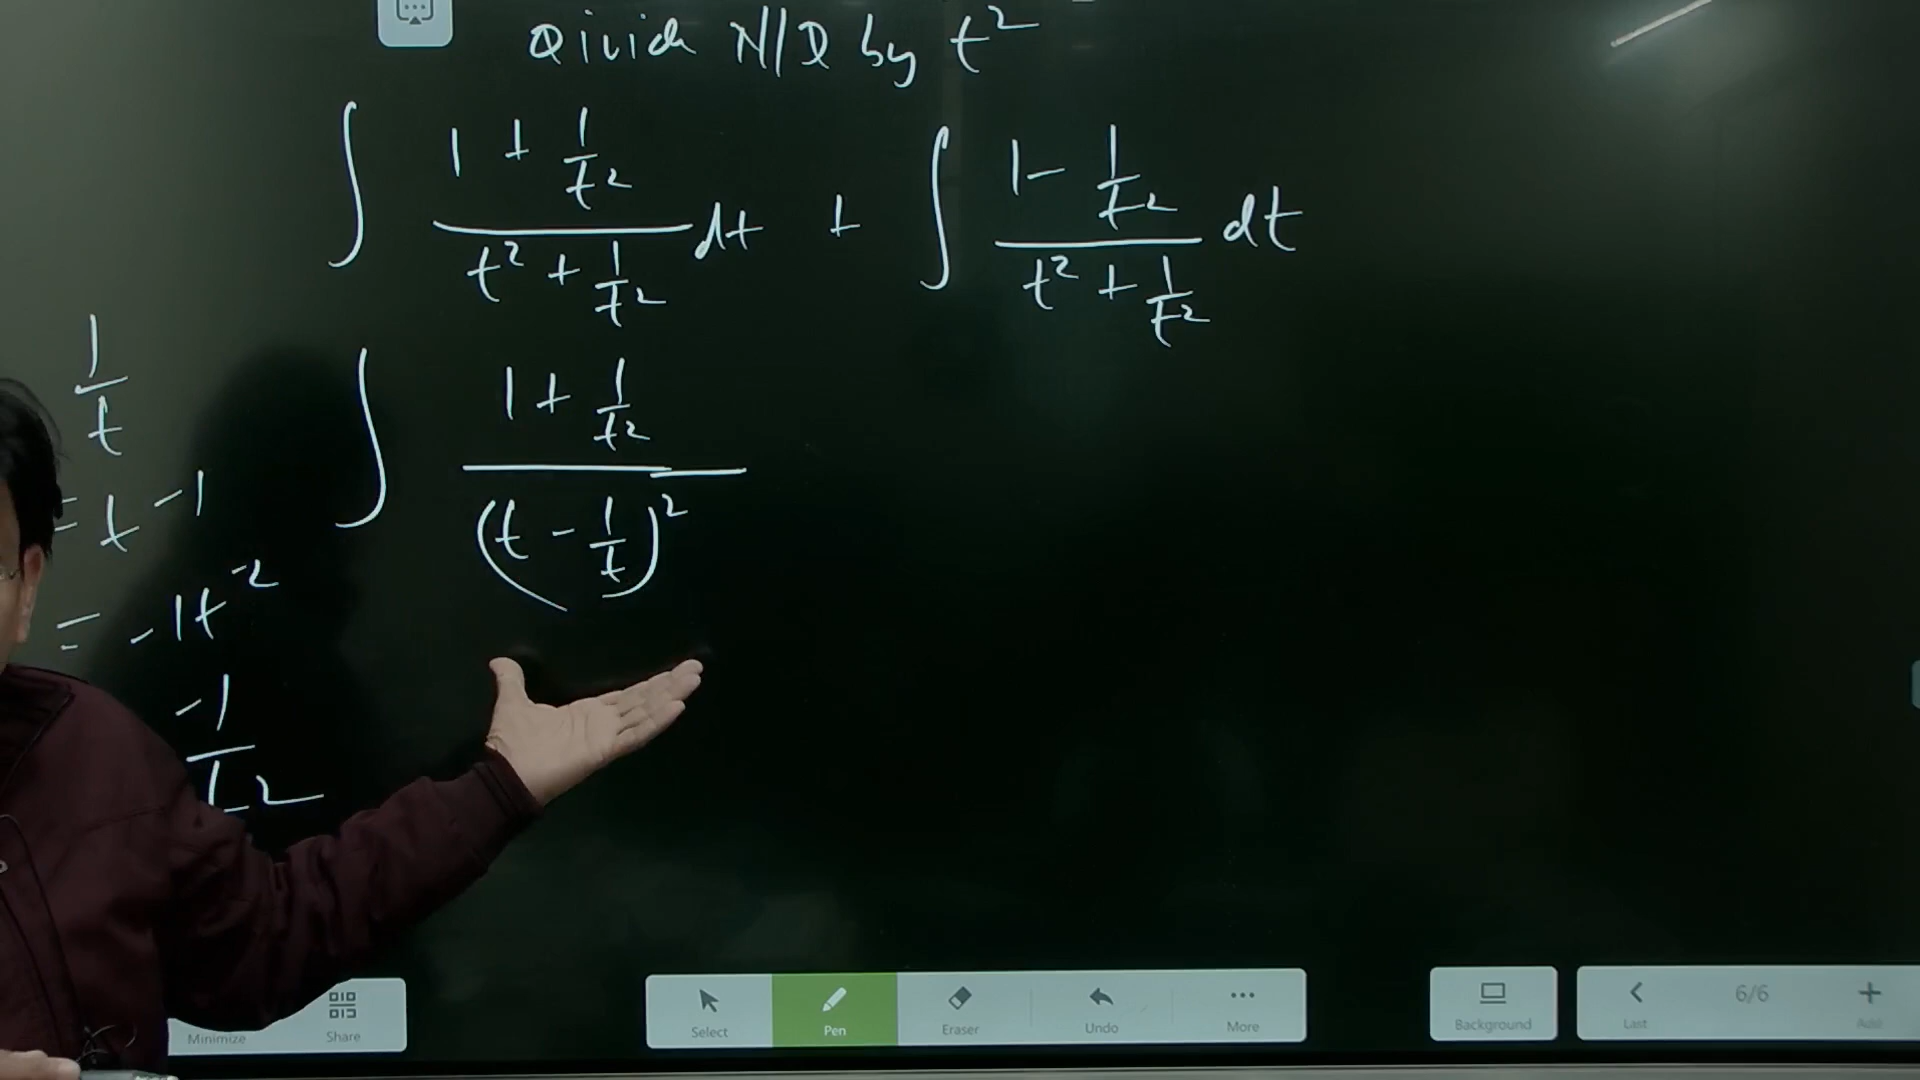 Divide N/D by t²
∫ (1 + 1/t²)/(t² + 1/t²) dt + ∫ (1 - 1/t²)/(t² + 1/t²) dt
∫ (1 + 1/t²)/(t - 1/t)²
1/t
= t⁻¹
= -1t⁻²
-1/t²
Minimize
Share
Select
Pen
Eraser
Undo
More
Background
Last
6/6
Add